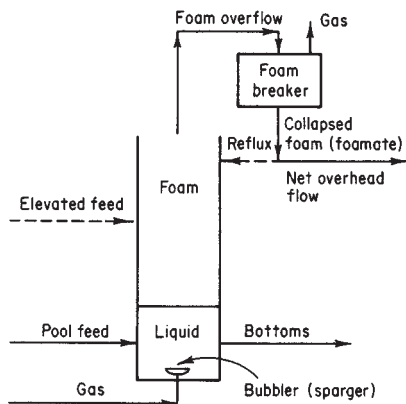 Foam overflow
Gas
Foam
breaker
Collapsed
foam (foamate)
Reflux
Net overhead
flow
Foam
Elevated feed
Pool feed
Liquid
Bottoms
Bubbler (sparger)
Gas